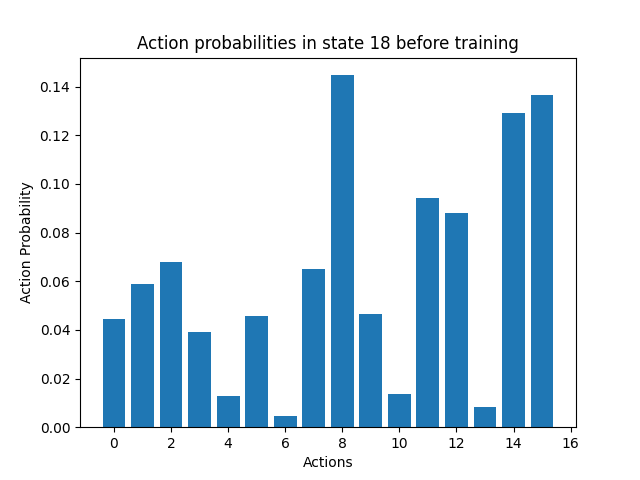 Action probabilities in state 18 before training
0.14
0.12
0.10
0.08
0.06
0.04
0.02
0.00
Action Probability
0 2 4 6 8 10 12 14 16
Actions